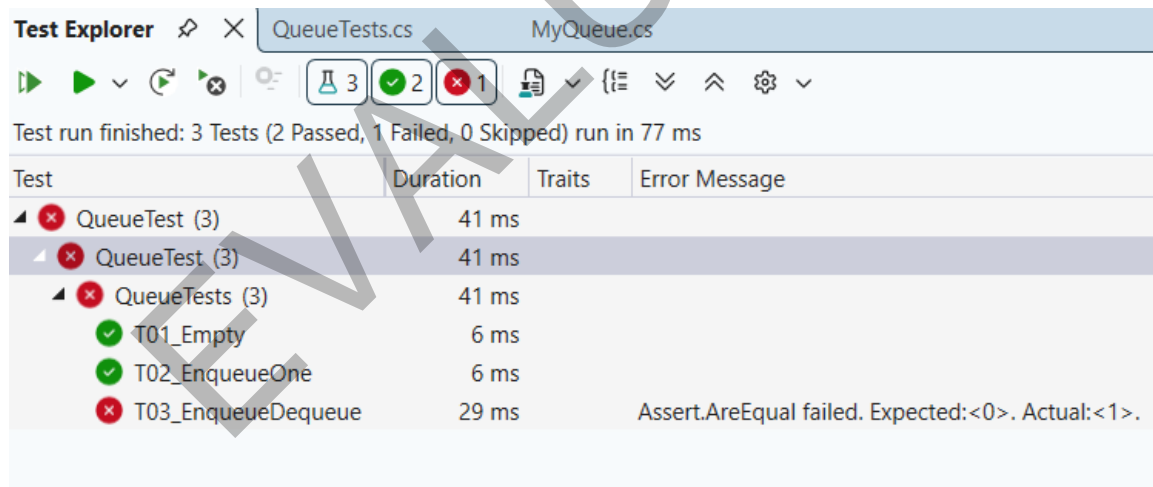 Test Explorer QueueTests.cs MyQueue.cs
3 2 1
Test run finished: 3 Tests (2 Passed, 1 Failed, 0 Skipped) run in 77 ms
Test Duration Traits Error Message
QueueTest (3) 41 ms
QueueTest (3) 41 ms
QueueTests (3) 41 ms
T01_Empty 6 ms
T02_EnqueueOne 6 ms
T03_EnqueueDequeue 29 ms Assert.AreEqual failed. Expected:<0>. Actual:<1>.
EVAL